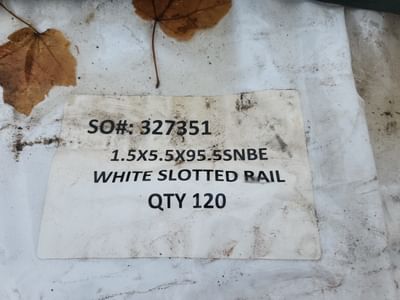 SO#: 327351
1.5X5.5X95.5SNBE
WHITE SLOTTED RAIL
QTY 120